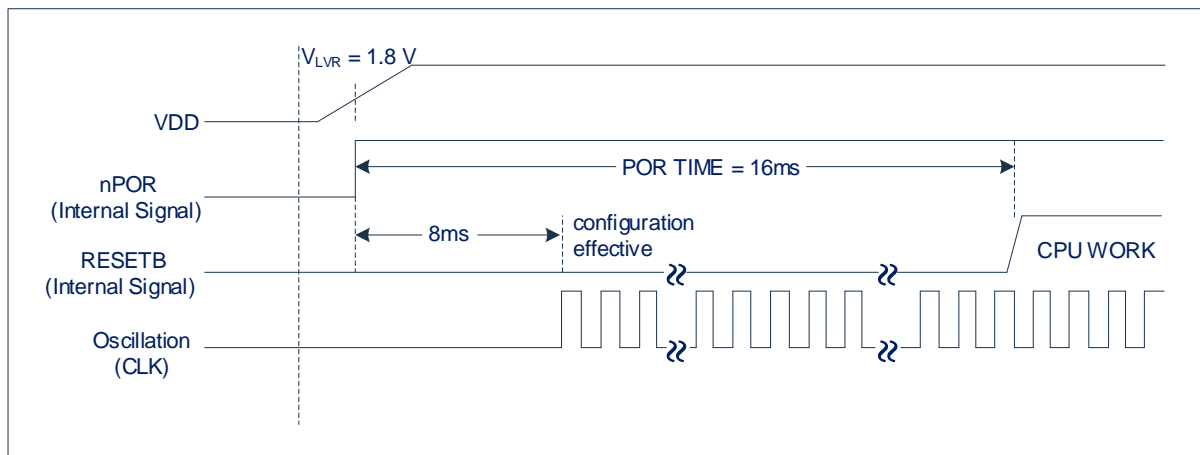 VLVR = 1.8 V
VDD
POR TIME = 16ms
nPOR
(Internal Signal)
8ms
configuration
effective
RESETB
(Internal Signal)
CPU WORK
Oscillation
(CLK)